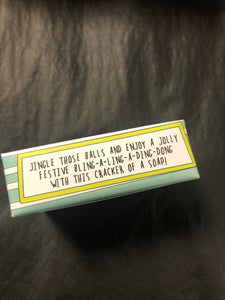 JINGLE THOSE BALLS AND ENJOY A JOLLY
FESTIVE BLING-A-LING-A-DING-DONG
WITH THIS CRACKER OF A SOAP!